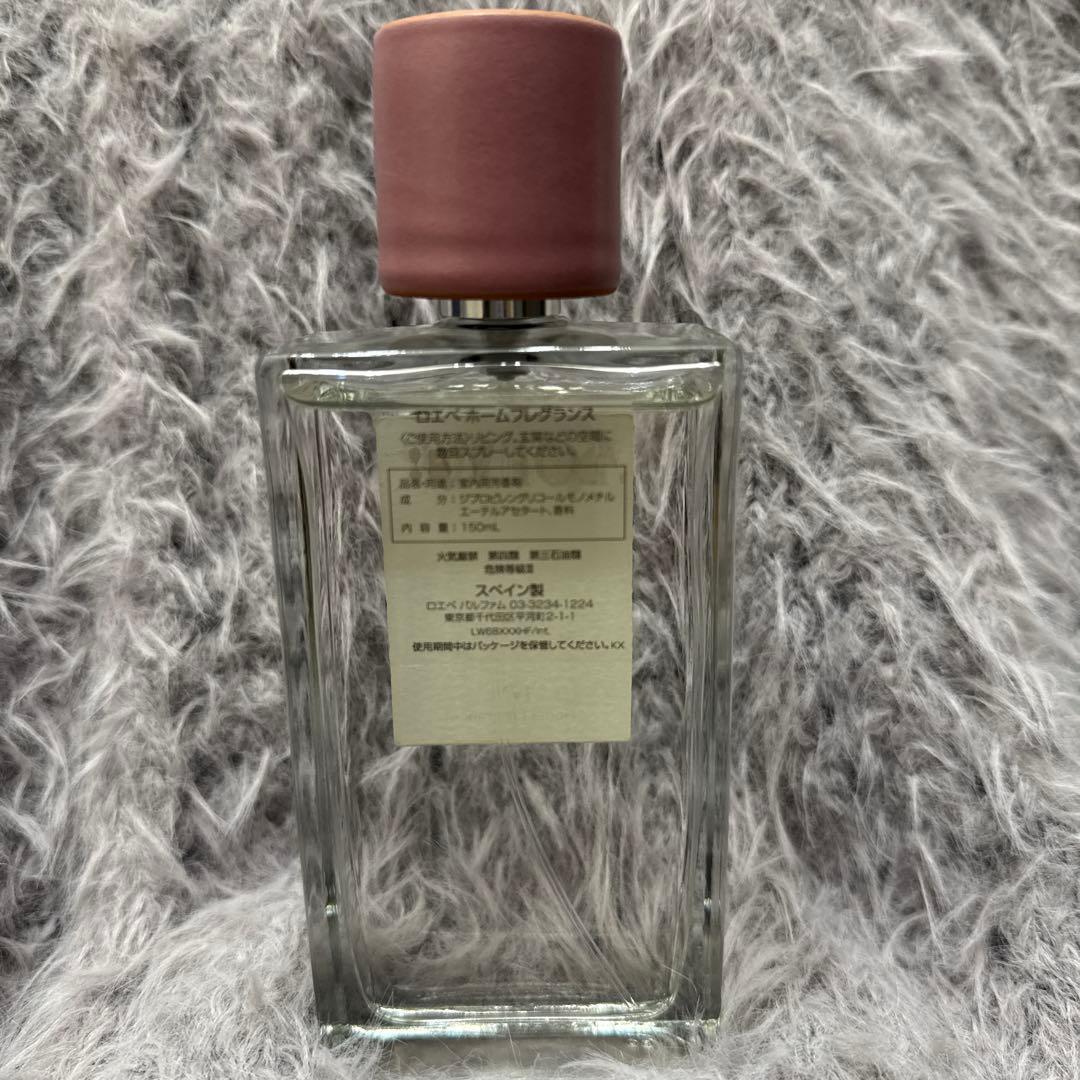 ロエベ ホームフレグランス
〈ご使用方法〉リビング、玄関などの空間に
数回スプレーしてください。
品名・用途：室内用芳香剤
成 分：ジプロピレングリコールモノメチル
エーテルアセタート、香料
内 容 量：150mL
火気厳禁 第四類 第三石油類
危険等級Ⅲ
スペイン製
ロエベ パルファム 03-3234-1224
東京都千代田区平河町2-1-1
LW68XXXHF/int.
使用期間中はパッケージを保管してください。KX